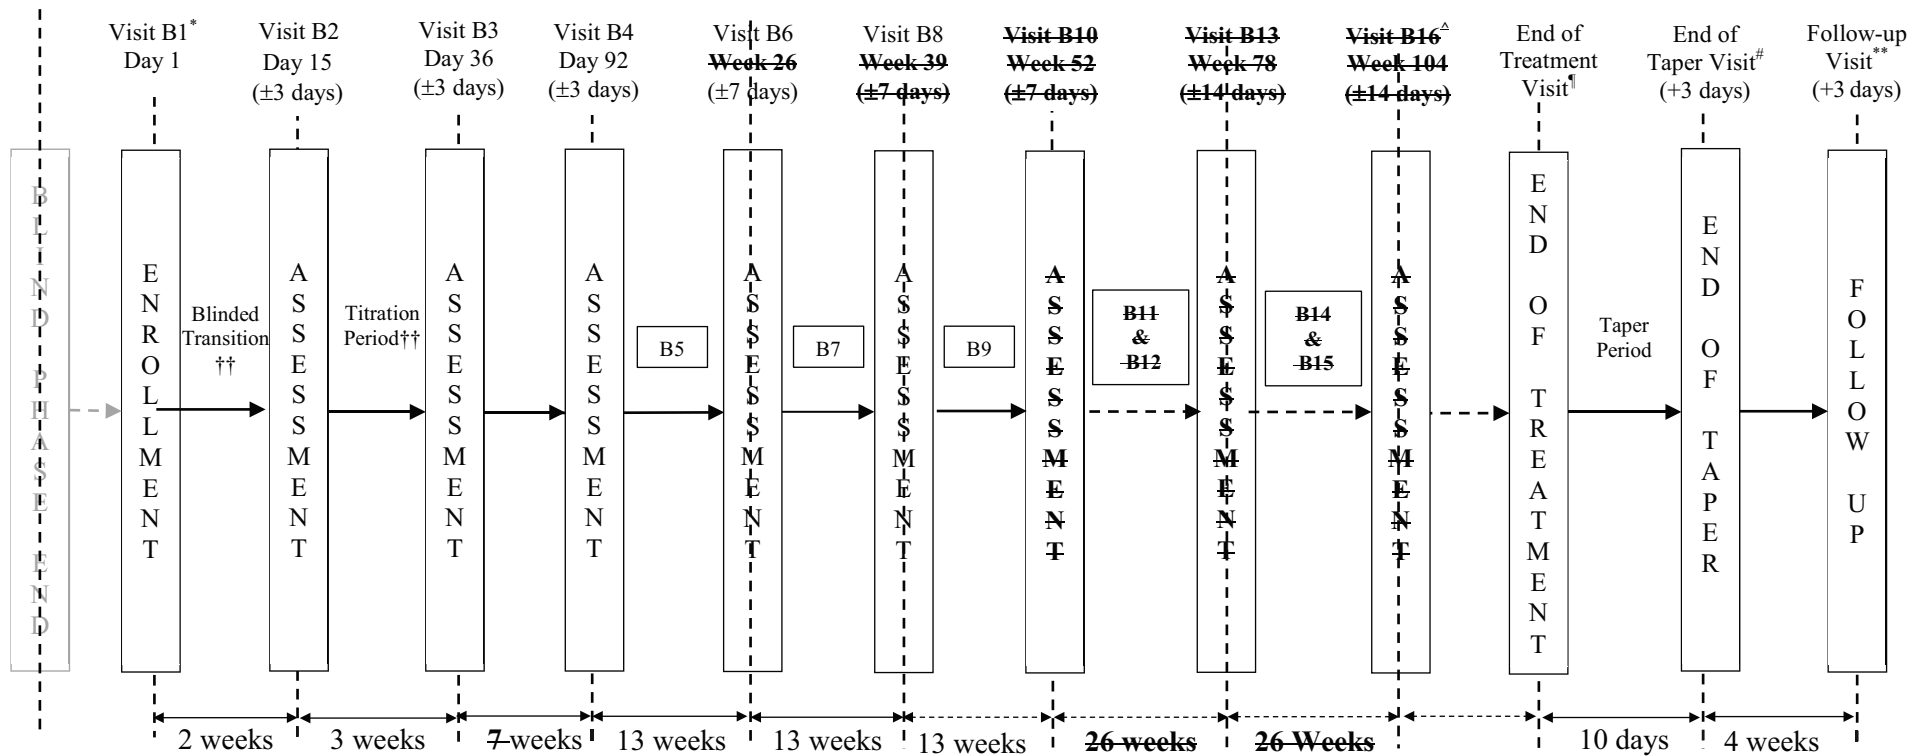 Visit B1*
Day 1
Visit B2
Day 15
(±3 days)
Visit B3
Day 36
(±3 days)
Visit B4
Day 92
(±3 days)
Visit B6
Week 26
(±7 days)
Visit B8
Week 39
(±7 days)
Visit B10
Week 52
(±7 days)
Visit B13
Week 78
(±14 days)
Visit B16^
Week 104
(±14 days)
End of
Treatment
Visit¶
End of
Taper Visit#
(+3 days)
Follow-up
Visit**
(+3 days)
BLIND PHASE END
ENROLLMENT
Blinded
Transition
††
ASSESSMENT
Titration
Period††
ASSESSMENT
ASSESSMENT
B5
ASSESSMENT
B7
ASSESSMENT
B9
ASSESSMENT
B11
&
B12
ASSESSMENT
B14
&
B15
ASSESSMENT
END OF TREATMENT
Taper
Period
END OF TAPER
FOLLOW UP
2 weeks
3 weeks
7 weeks
13 weeks
13 weeks
13 weeks
26 weeks
26 Weeks
10 days
4 weeks